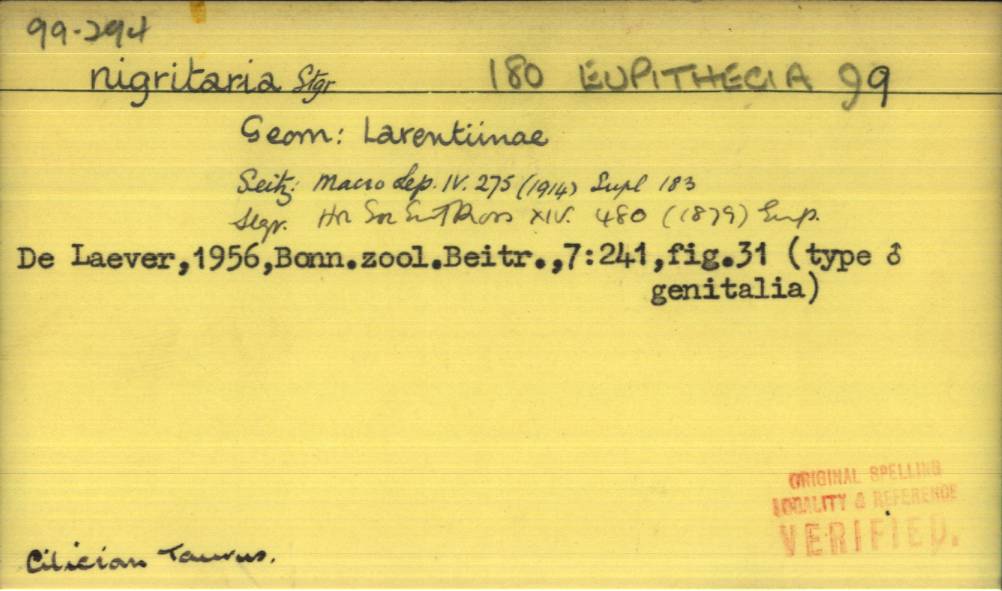 99-294
nigritaria Stgr 180 EUPITHECIA 99
Geom: Larentiinae
Seitz: Macrolep. IV. 275 (1914) Supl 183
Stgr. Hor Soc Ent Ross XIV. 480 (1879) Eup.
De Laever,1956,Bonn.zool.Beitr.,7:241,fig.31 (type ♂
genitalia)
ORIGINAL SPELLING
LOCALITY & REFERENCE
VERIFIED.
Cilician Taurus.